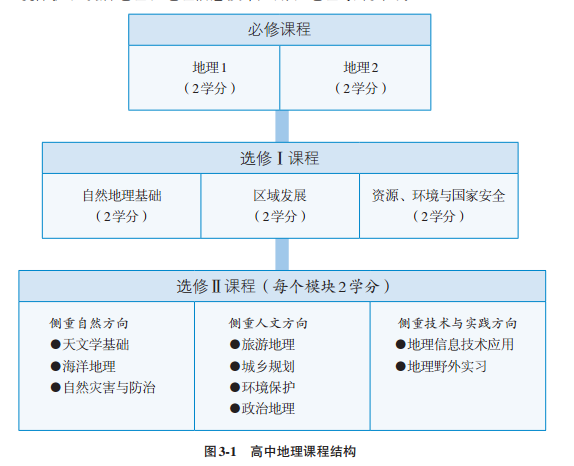 必修课程
地理1
（2学分）
地理2
（2学分）
选修Ⅰ课程
自然地理基础
（2学分）
区域发展
（2学分）
资源、环境与国家安全
（2学分）
选修Ⅱ课程（每个模块2学分）
侧重自然方向
●天文学基础
●海洋地理
●自然灾害与防治
侧重人文方向
●旅游地理
●城乡规划
●环境保护
●政治地理
侧重技术与实践方向
●地理信息技术应用
●地理野外实习
图3-1 高中地理课程结构